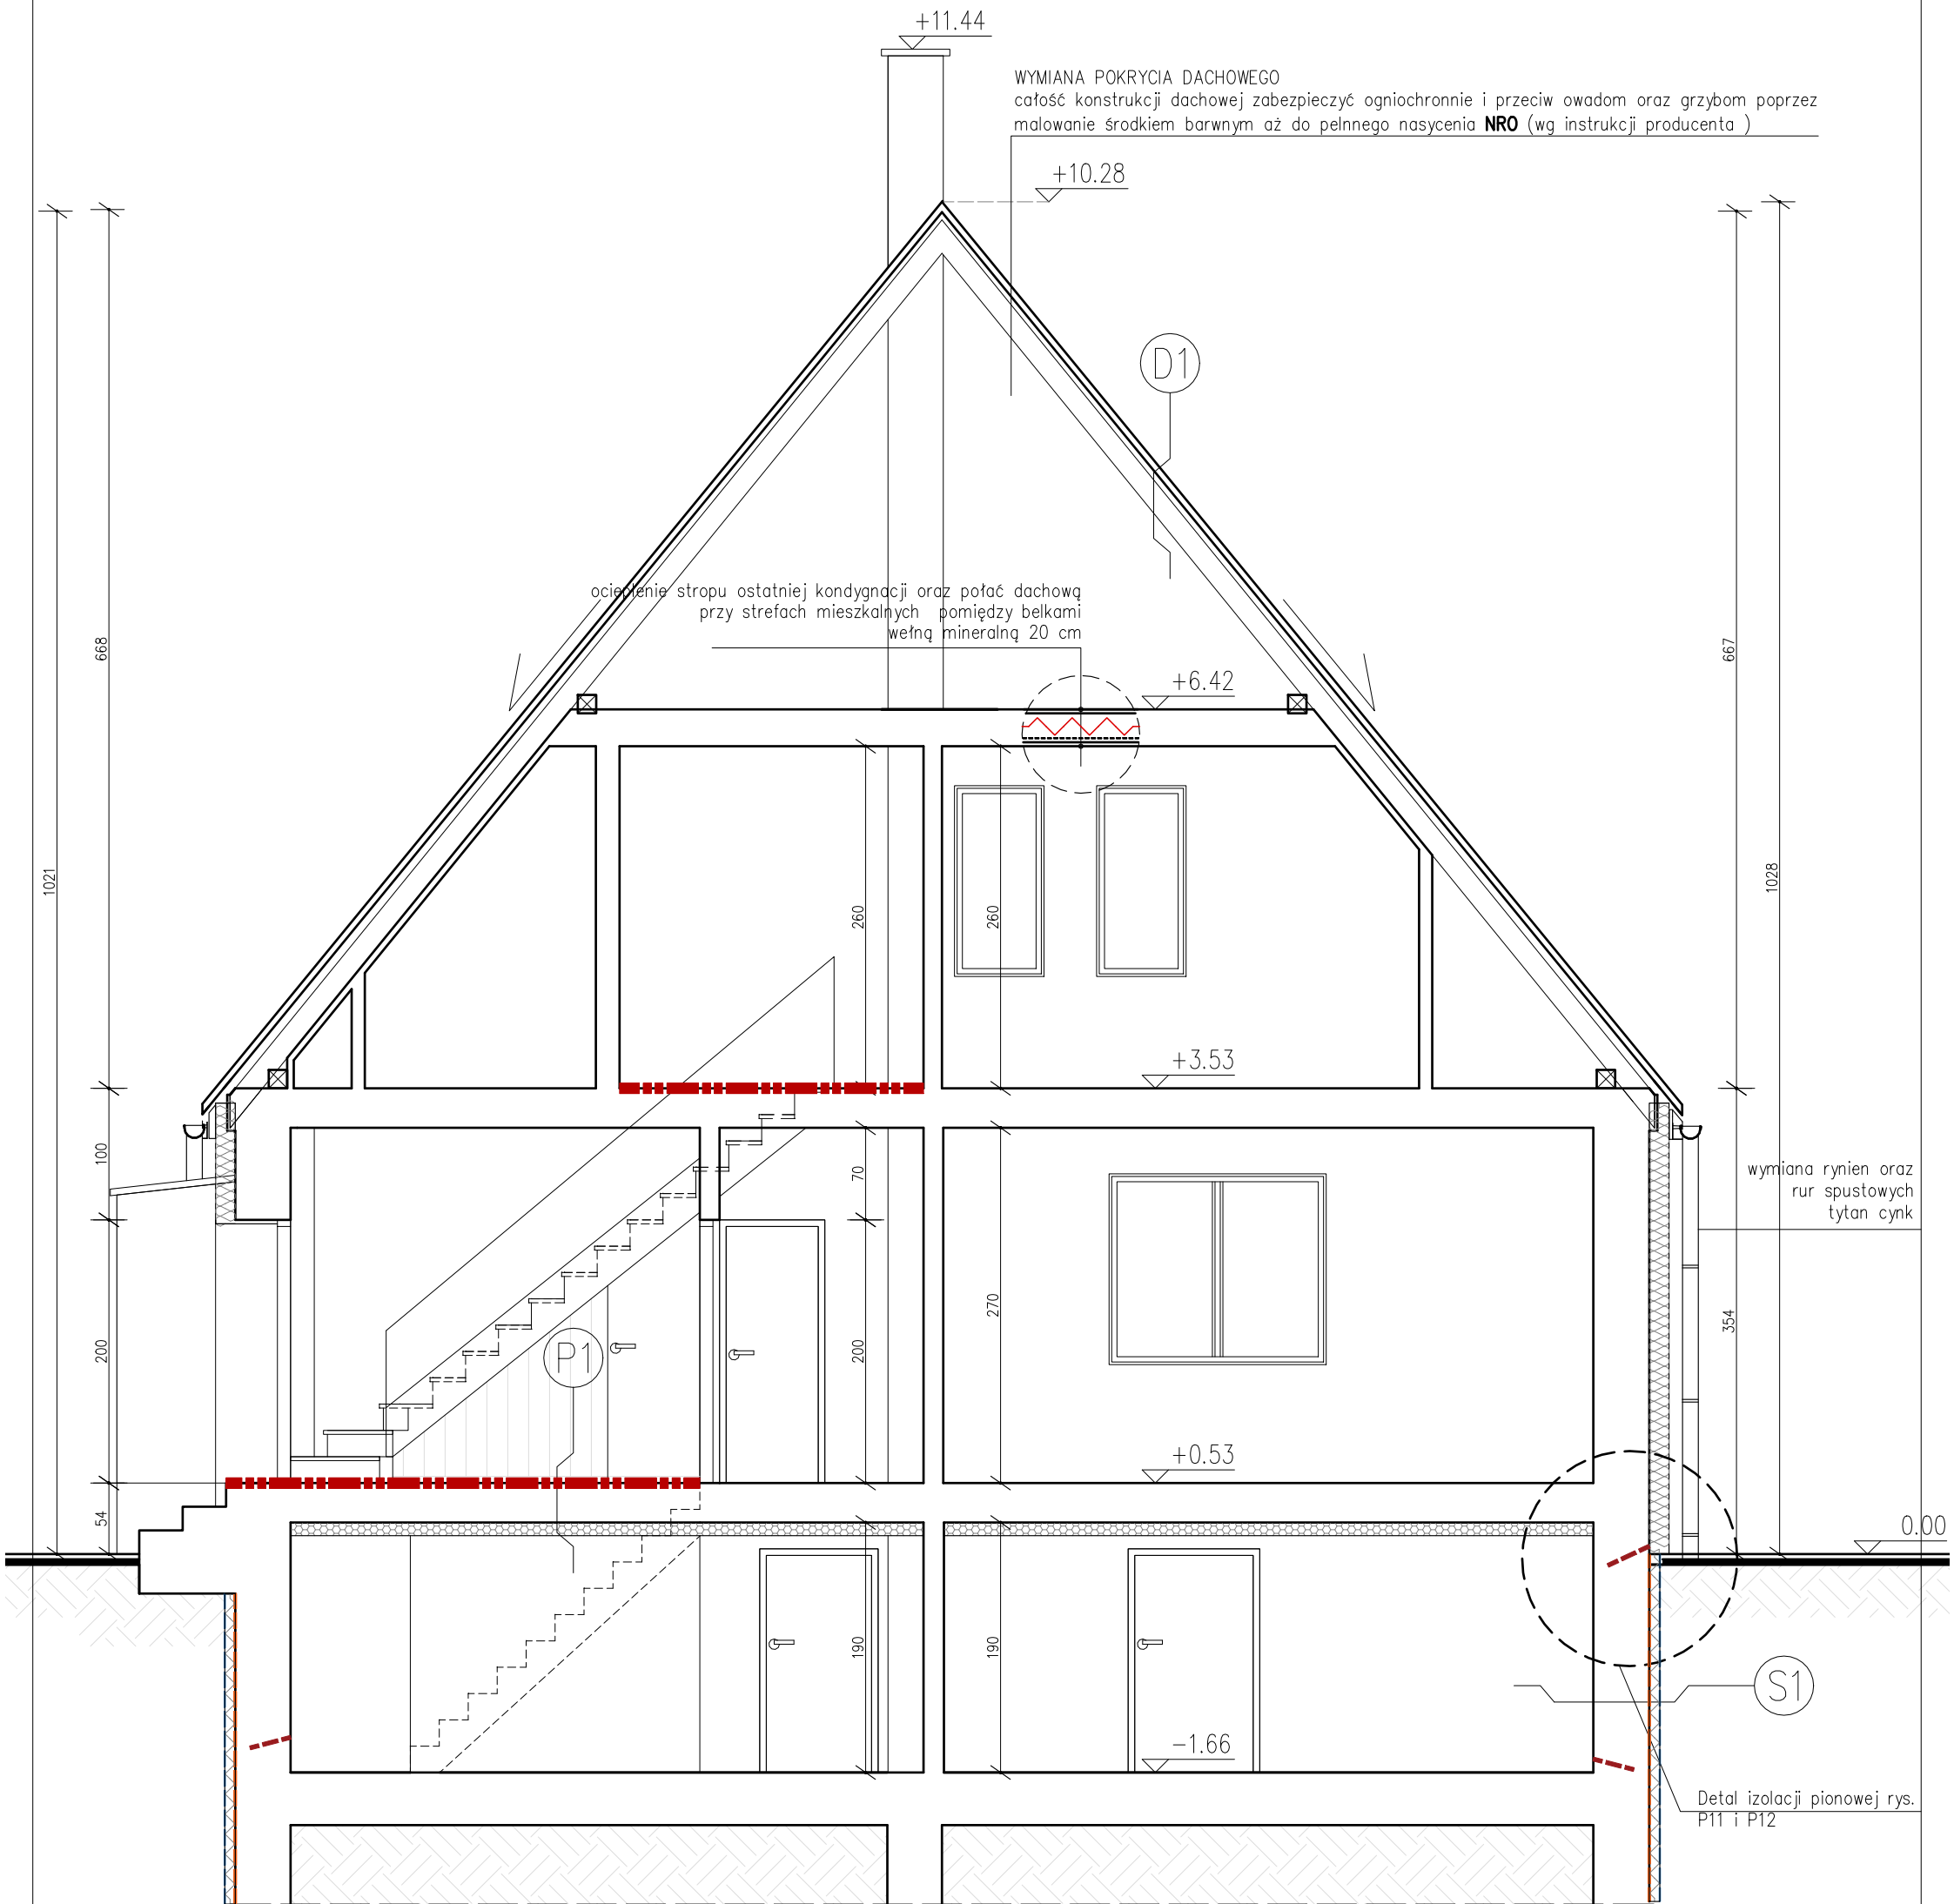 +11.44
WYMIANA POKRYCIA DACHOWEGO
całość konstrukcji dachowej zabezpieczyć ogniochronnie i przeciw owadom oraz grzybom poprzez
malowanie środkiem barwnym aż do pełnnego nasycenia NRO (wg instrukcji producenta )
+10.28
D1
ocieplenie stropu ostatniej kondygnacji oraz połać dachową
przy strefach mieszkalnych pomiędzy belkami
wełną mineralną 20 cm
668
667
+6.42
1021
1028
260
260
+3.53
100
70
wymiana rynien oraz
rur spustowych
tytan cynk
200
200
270
354
P1
+0.53
54
0.00
190
190
S1
-1.66
Detal izolacji pionowej rys.
P11 i P12